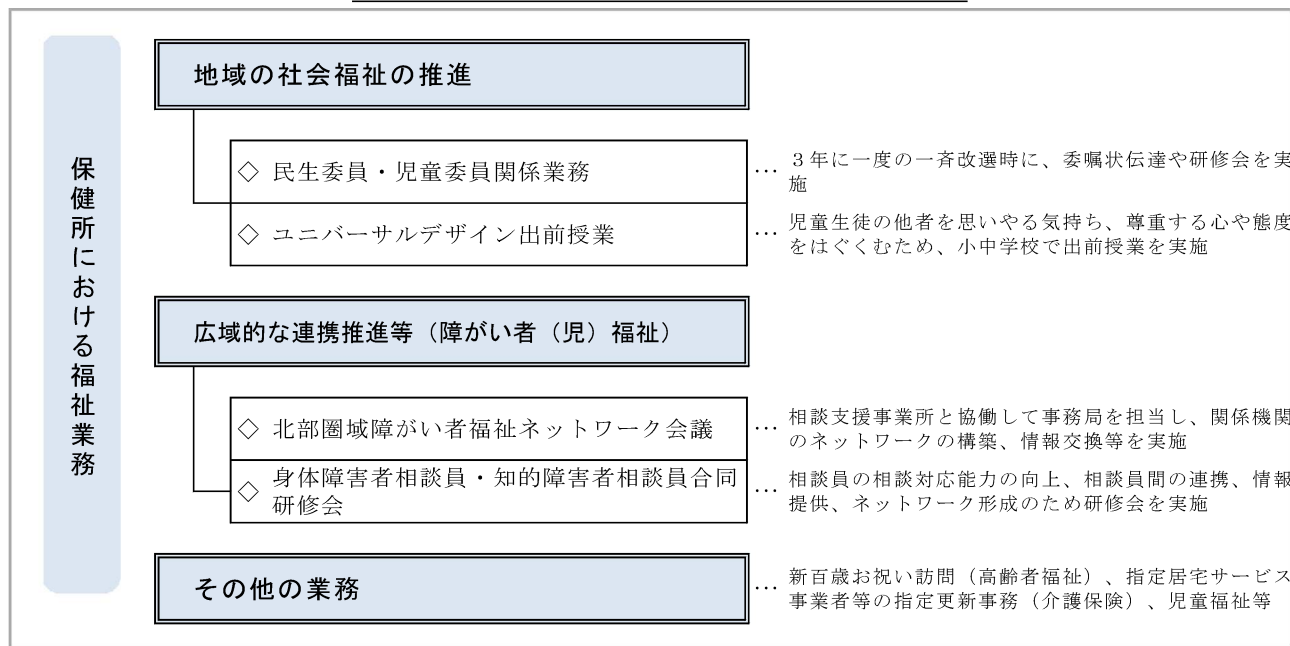 保健所における福祉業務
地域の社会福祉の推進
◇ 民生委員・児童委員関係業務
… 3年に一度の一斉改選時に、委嘱状伝達や研修会を実
施
◇ ユニバーサルデザイン出前授業
… 児童生徒の他者を思いやる気持ち、尊重する心や態度
をはぐくむため、小中学校で出前授業を実施
広域的な連携推進等（障がい者（児）福祉）
◇ 北部圏域障がい者福祉ネットワーク会議
… 相談支援事業所と協働して事務局を担当し、関係機関
のネットワークの構築、情報交換等を実施
◇ 身体障害者相談員・知的障害者相談員合同
研修会
… 相談員の相談対応能力の向上、相談員間の連携、情報
提供、ネットワーク形成のため研修会を実施
その他の業務
… 新百歳お祝い訪問（高齢者福祉）、指定居宅サービス
事業者等の指定更新事務（介護保険）、児童福祉等